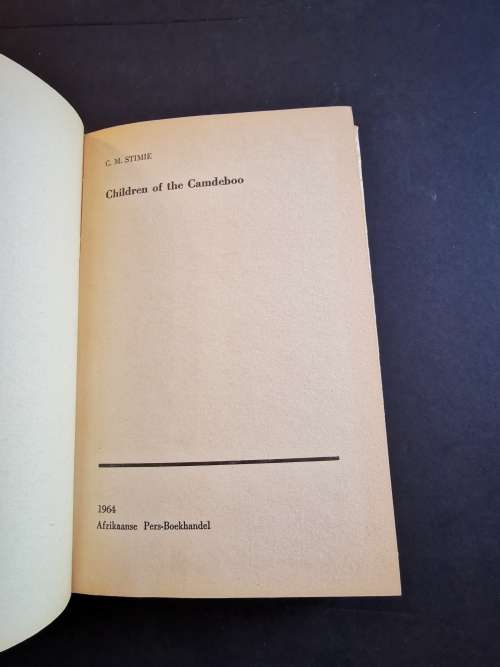 C. M. STIMIE
Children of the Camdeboo
1964
Afrikaanse Pers-Boekhandel